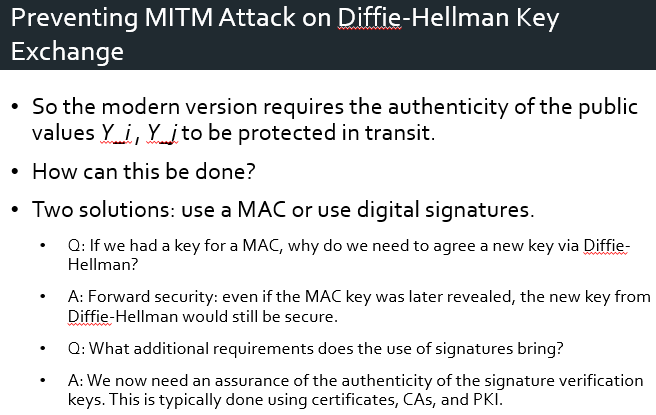 Preventing MITM Attack on Diffie-Hellman Key
Exchange
• So the modern version requires the authenticity of the public
values Y_i, Y_j to be protected in transit.
• How can this be done?
• Two solutions: use a MAC or use digital signatures.
• Q: If we had a key for a MAC, why do we need to agree a new key via Diffie-
Hellman?
• A: Forward security: even if the MAC key was later revealed, the new key from
Diffie-Hellman would still be secure.
• Q: What additional requirements does the use of signatures bring?
• A: We now need an assurance of the authenticity of the signature verification
keys. This is typically done using certificates, CAs, and PKI.